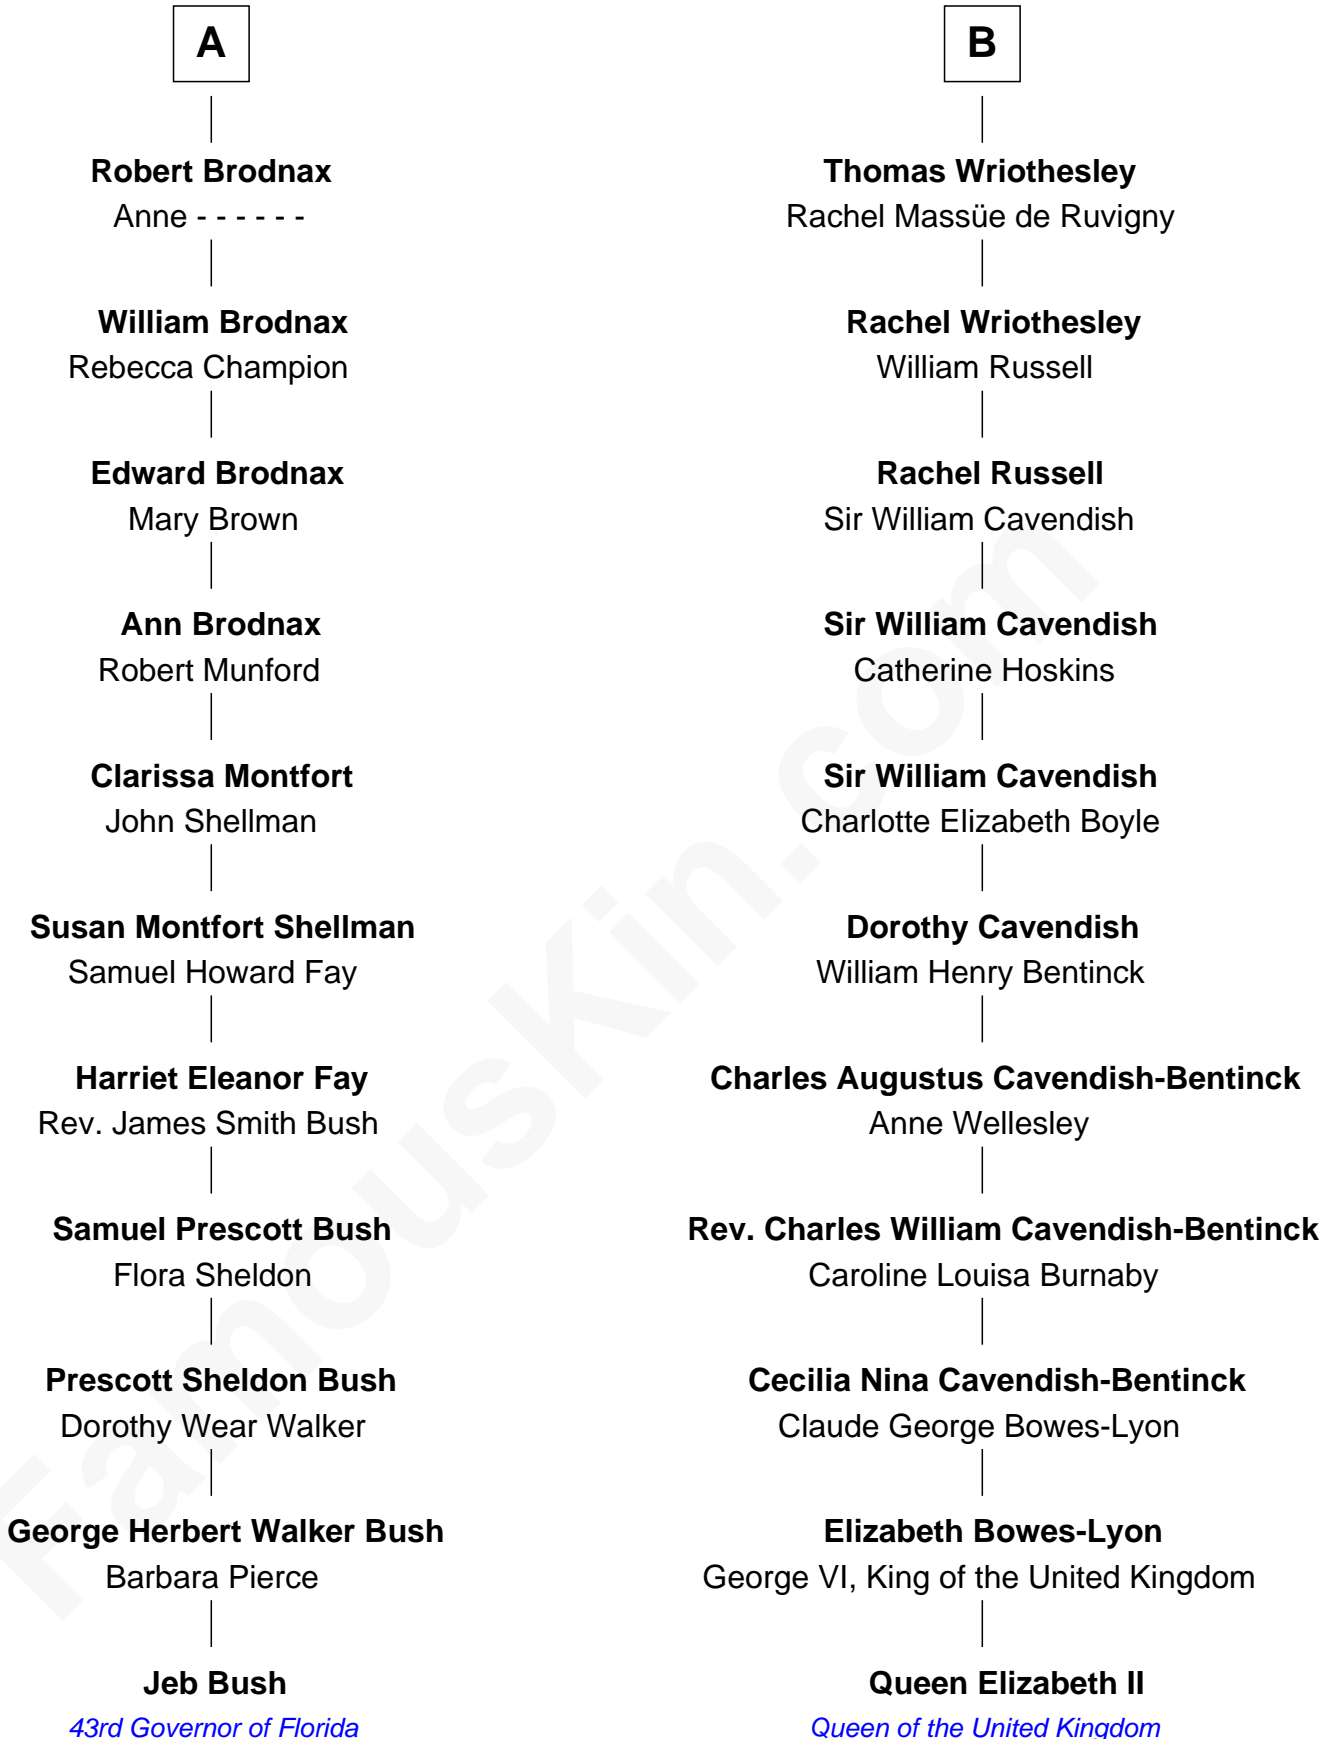 A
Robert Brodnax
Anne - - - - - -
William Brodnax
Rebecca Champion
Edward Brodnax
Mary Brown
Ann Brodnax
Robert Munford
Clarissa Montfort
John Shellman
Susan Montfort Shellman
Samuel Howard Fay
Harriet Eleanor Fay
Rev. James Smith Bush
Samuel Prescott Bush
Flora Sheldon
Prescott Sheldon Bush
Dorothy Wear Walker
George Herbert Walker Bush
Barbara Pierce
Jeb Bush
43rd Governor of Florida
B
Thomas Wriothesley
Rachel Massüe de Ruvigny
Rachel Wriothesley
William Russell
Rachel Russell
Sir William Cavendish
Sir William Cavendish
Catherine Hoskins
Sir William Cavendish
Charlotte Elizabeth Boyle
Dorothy Cavendish
William Henry Bentinck
Charles Augustus Cavendish-Bentinck
Anne Wellesley
Rev. Charles William Cavendish-Bentinck
Caroline Louisa Burnaby
Cecilia Nina Cavendish-Bentinck
Claude George Bowes-Lyon
Elizabeth Bowes-Lyon
George VI, King of the United Kingdom
Queen Elizabeth II
Queen of the United Kingdom
FamousKin.com